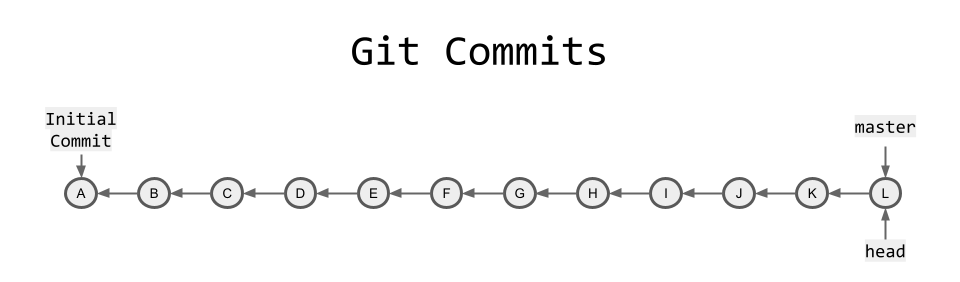 Git Commits
Initial
Commit
master
A B C D E F G H I J K L
head